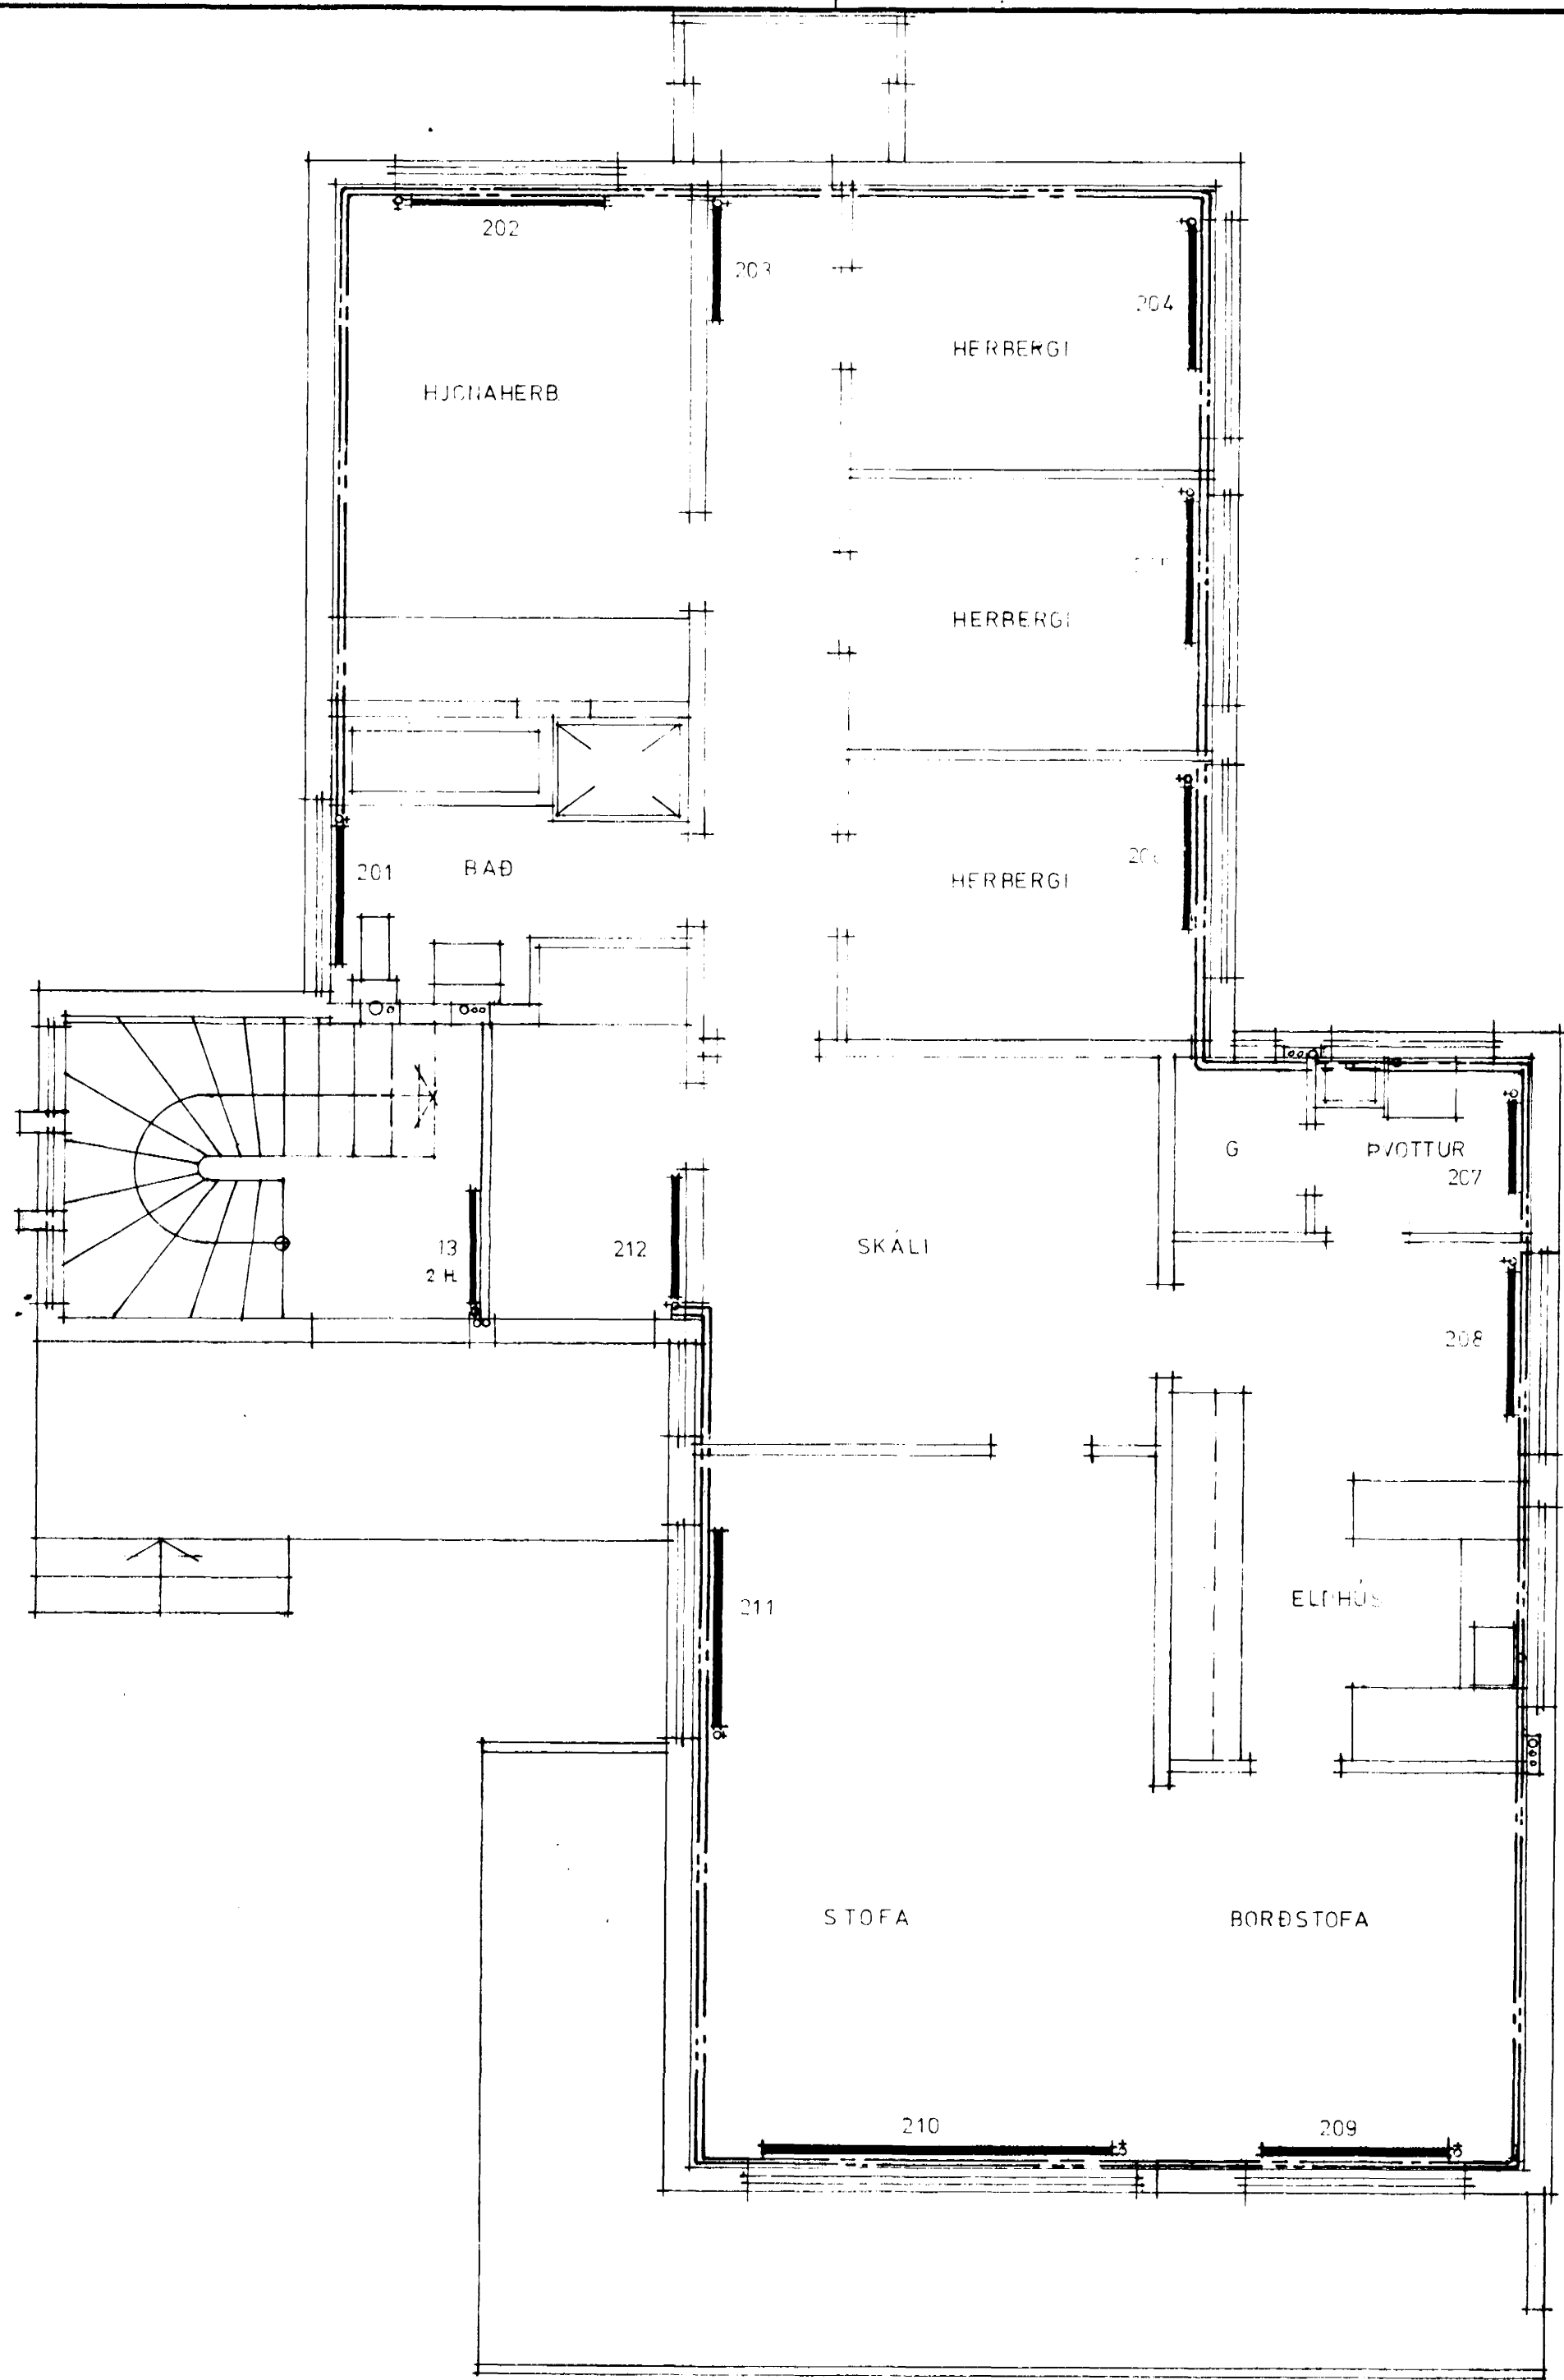 202
203
204
HERBERGI
HJONAHERB.
HERBERGI
201
BAÐ
HERBERGI
G
ÞVOTTUR
207
13
2 H.
212
SKÁLI
208
211
ELDHÚS
STOFA
BORÐSTOFA
210
209